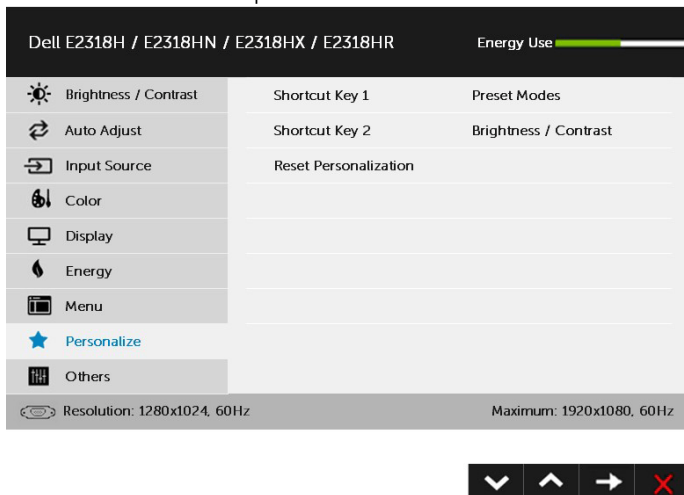 Dell E2318H / E2318HN / E2318HX / E2318HR Energy Use
Brightness / Contrast Shortcut Key 1 Preset Modes
Auto Adjust Shortcut Key 2 Brightness / Contrast
Input Source Reset Personalization
Color
Display
Energy
Menu
Personalize
Others
Resolution: 1280x1024, 60Hz Maximum: 1920x1080, 60Hz